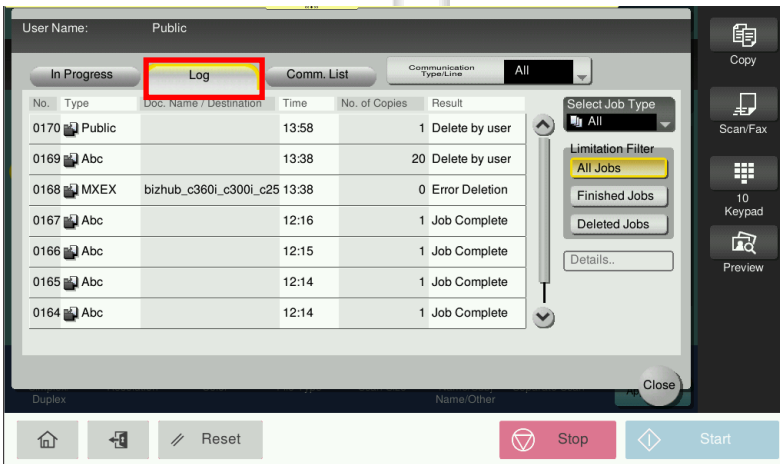 User Name: Public
In Progress
Log
Comm. List
Communication
Type/Line
All
No. Type Doc. Name / Destination Time No. of Copies Result
0170 Public 13:58 1 Delete by user
0169 Abc 13:38 20 Delete by user
0168 MXEX bizhub_c360i_c300i_c25 13:38 0 Error Deletion
0167 Abc 12:16 1 Job Complete
0166 Abc 12:15 1 Job Complete
0165 Abc 12:14 1 Job Complete
0164 Abc 12:14 1 Job Complete
Select Job Type
All
Limitation Filter
All Jobs
Finished Jobs
Deleted Jobs
Details..
Close
Duplex
Name/Other
Copy
Scan/Fax
10
Keypad
Preview
Reset
Stop
Start